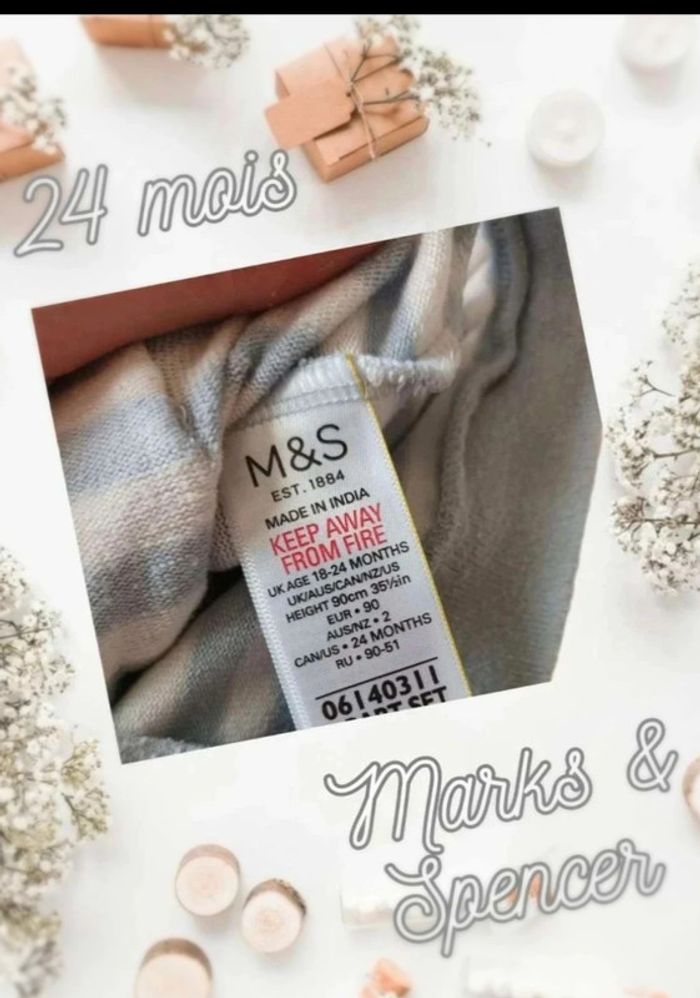 24 mois
M&S
EST. 1884
MADE IN INDIA
KEEP AWAY
FROM FIRE
UK AGE 18-24 MONTHS
UK/AUS/CAN/NZ/US
HEIGHT 90cm 35½in
EUR • 90
AUS/NZ • 2
CAN/US • 24 MONTHS
RU • 90-51
06140311
SET
Marks &
Spencer